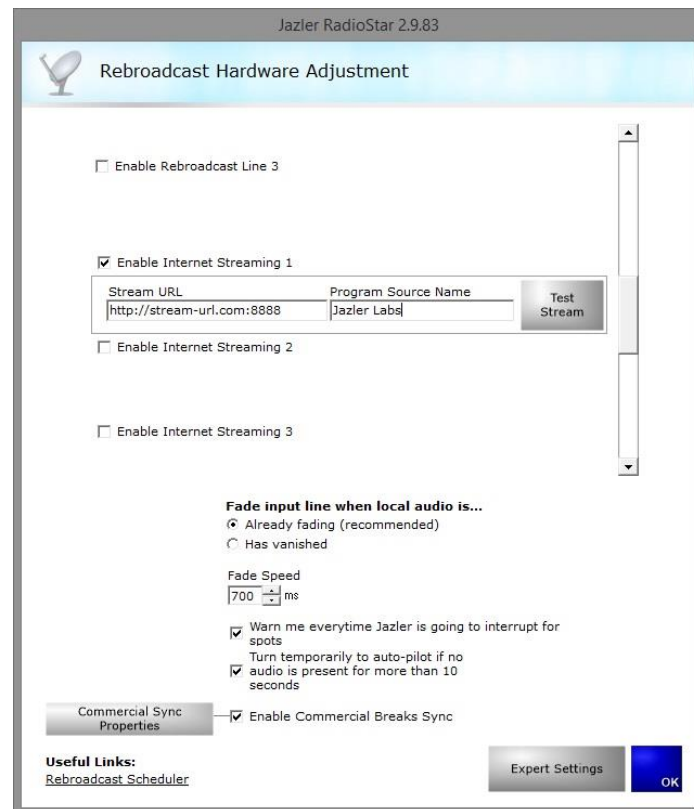 Jazler RadioStar 2.9.83
Rebroadcast Hardware Adjustment
Enable Rebroadcast Line 3
Enable Internet Streaming 1
Stream URL Program Source Name
http://stream-url.com:8888 Jazler Labs Test
Stream
Enable Internet Streaming 2
Enable Internet Streaming 3
Fade input line when local audio is...
Already fading (recommended)
Has vanished
Fade Speed
700 ms
Warn me everytime Jazler is going to interrupt for
spots
Turn temporarily to auto-pilot if no
audio is present for more than 10
seconds
Commercial Sync
Properties
Enable Commercial Breaks Sync
Useful Links:
Rebroadcast Scheduler
Expert Settings
OK